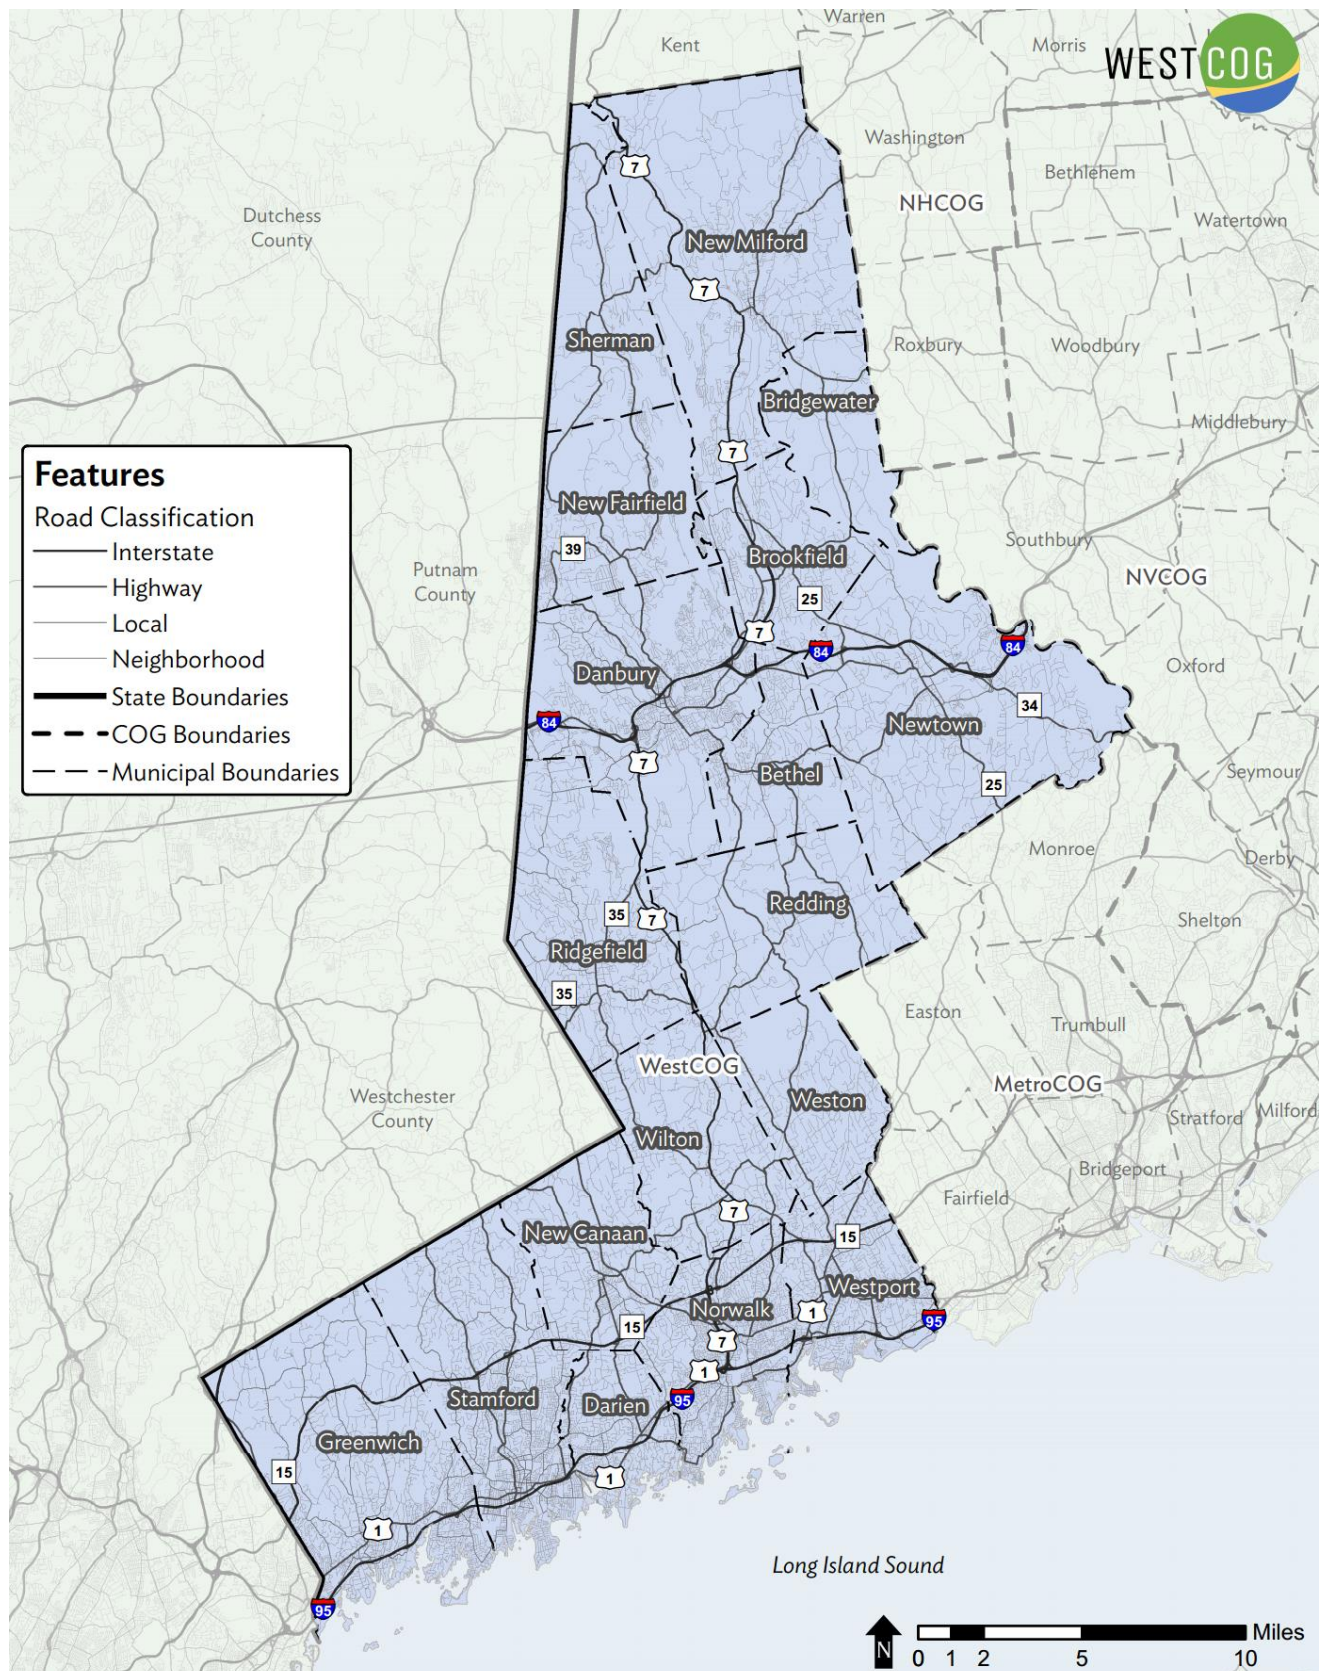 Warren
Kent
Morris
WESTCOG
Washington
Bethlehem
7
NHCOG
Dutchess
County
Watertown
New Milford
7
Sherman
Roxbury
Woodbury
Bridgewater
Middlebury
7
Features
Road Classification
Interstate
Highway
Local
Neighborhood
State Boundaries
COG Boundaries
Municipal Boundaries
New Fairfield
39
Brookfield
Southbury
Putnam
County
NVCOG
25
7
84
84
Oxford
Danbury
34
84
Newtown
7
Bethel
Seymour
25
Monroe
Derby
Redding
35
7
Shelton
Ridgefield
35
Easton
Trumbull
WestCOG
MetroCOG
Westchester
County
Weston
Stratford
Milford
Wilton
Bridgeport
Fairfield
7
New Canaan
15
Westport
Norwalk
1
15
95
7
1
Stamford
Darien
95
Greenwich
15
1
1
Long Island Sound
95
N
Miles
0 1 2 5 10